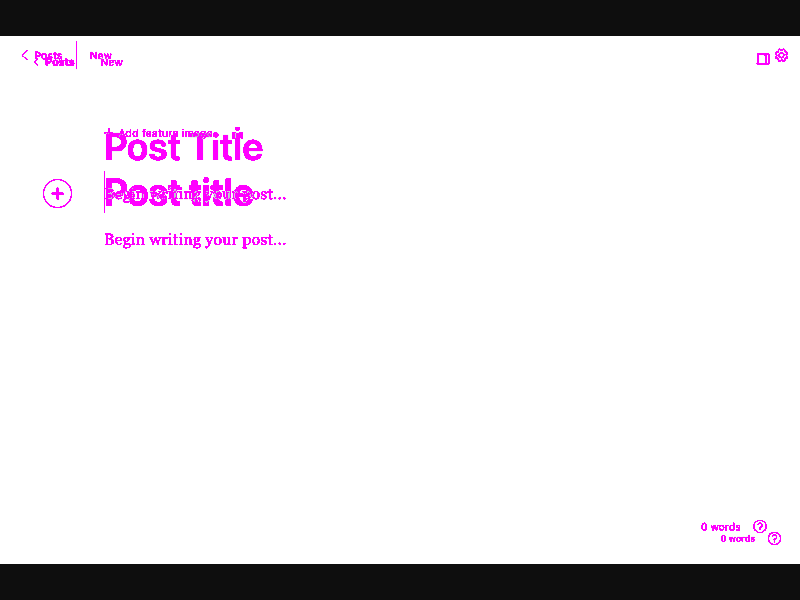 Posts New
Posts New
Add feature image
Post Title
Post title
Begin writing your post...
Begin writing your post...
0 words
0 words